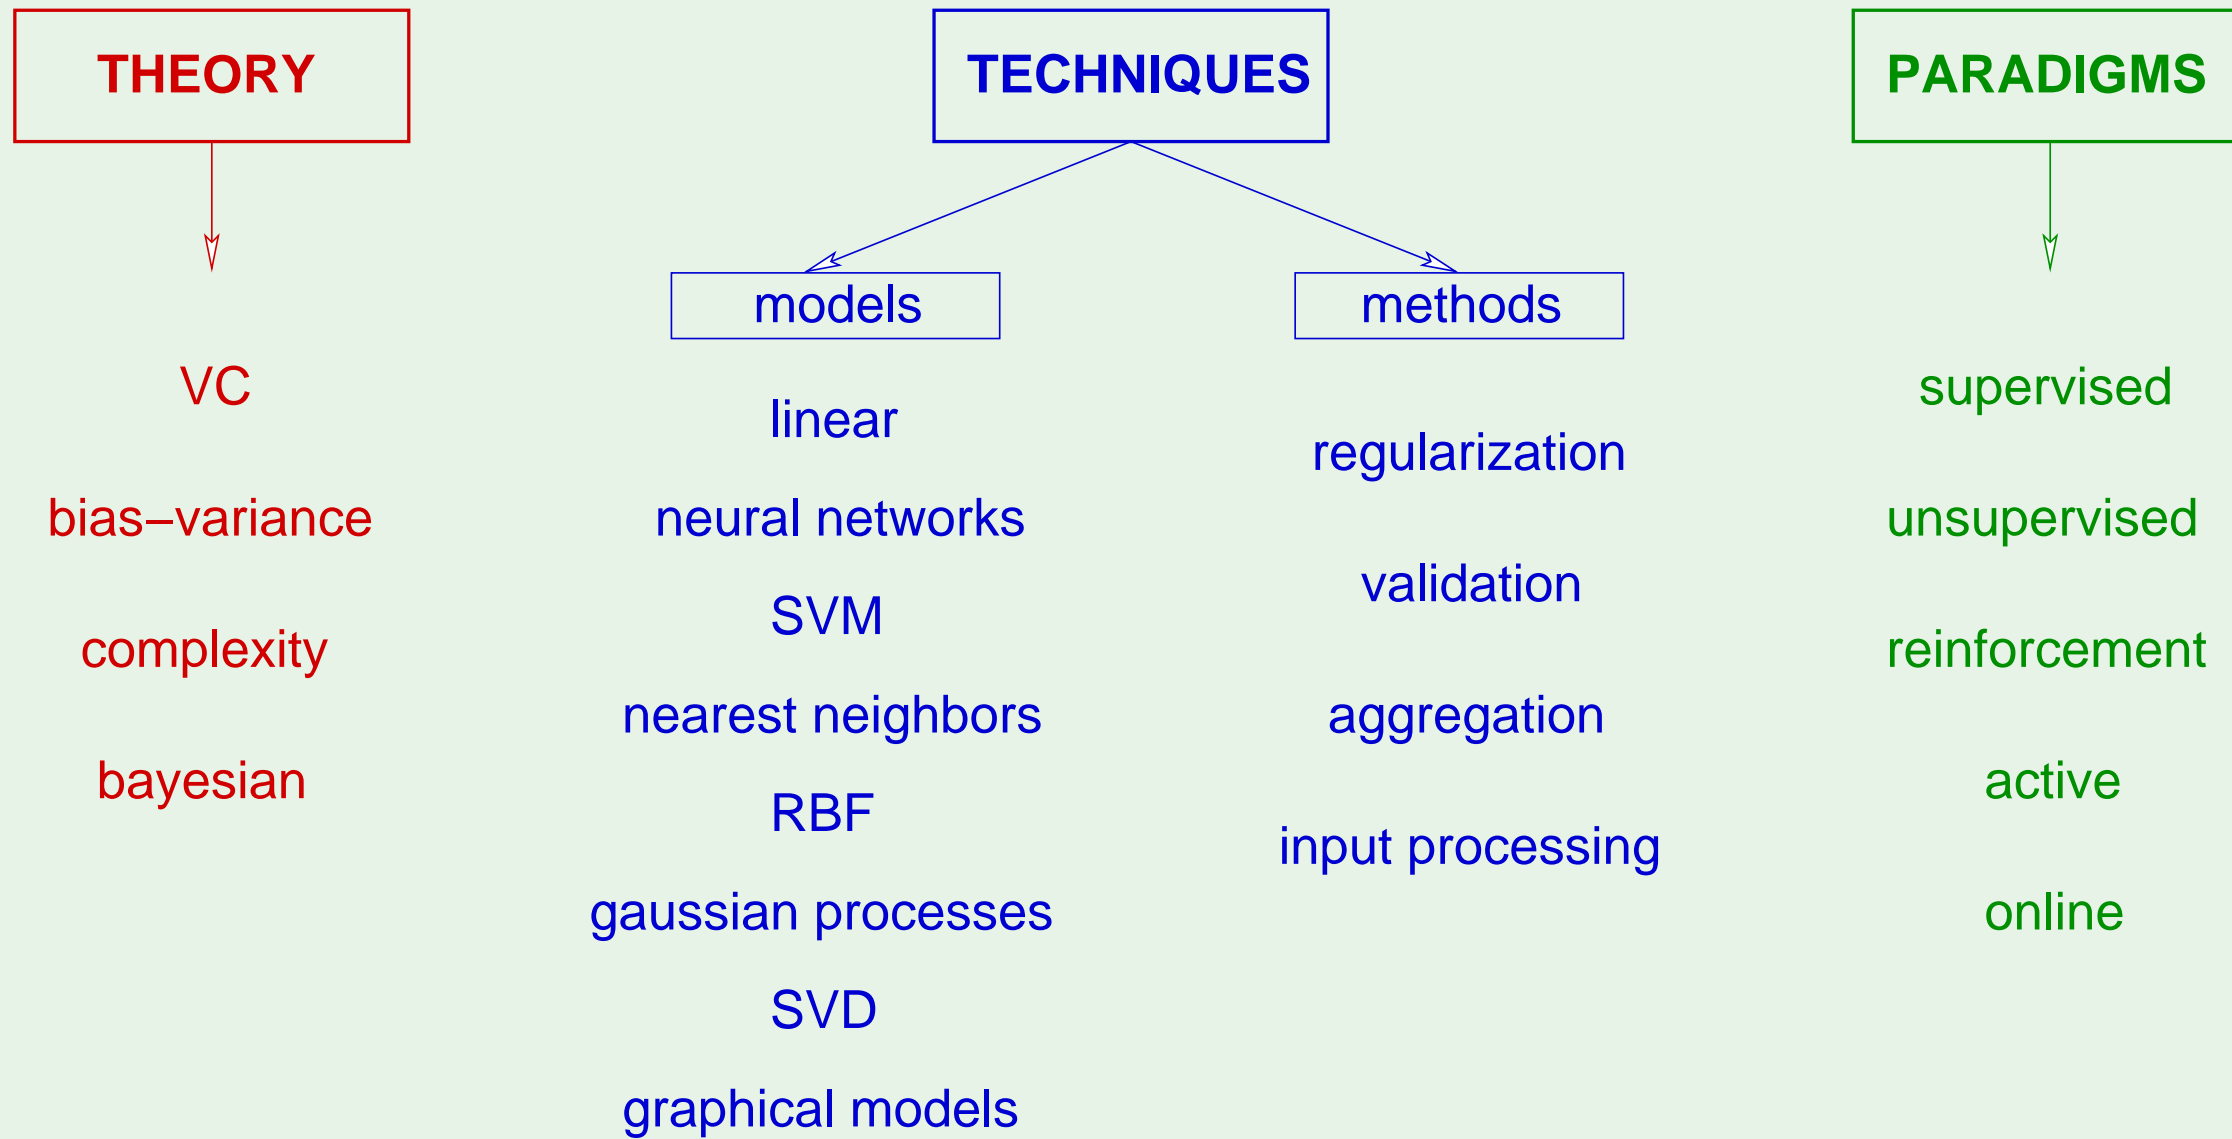 THEORY
TECHNIQUES
PARADIGMS
models
methods
VC
bias–variance
complexity
bayesian
linear
neural networks
SVM
nearest neighbors
RBF
gaussian processes
SVD
graphical models
regularization
validation
aggregation
input processing
supervised
unsupervised
reinforcement
active
online